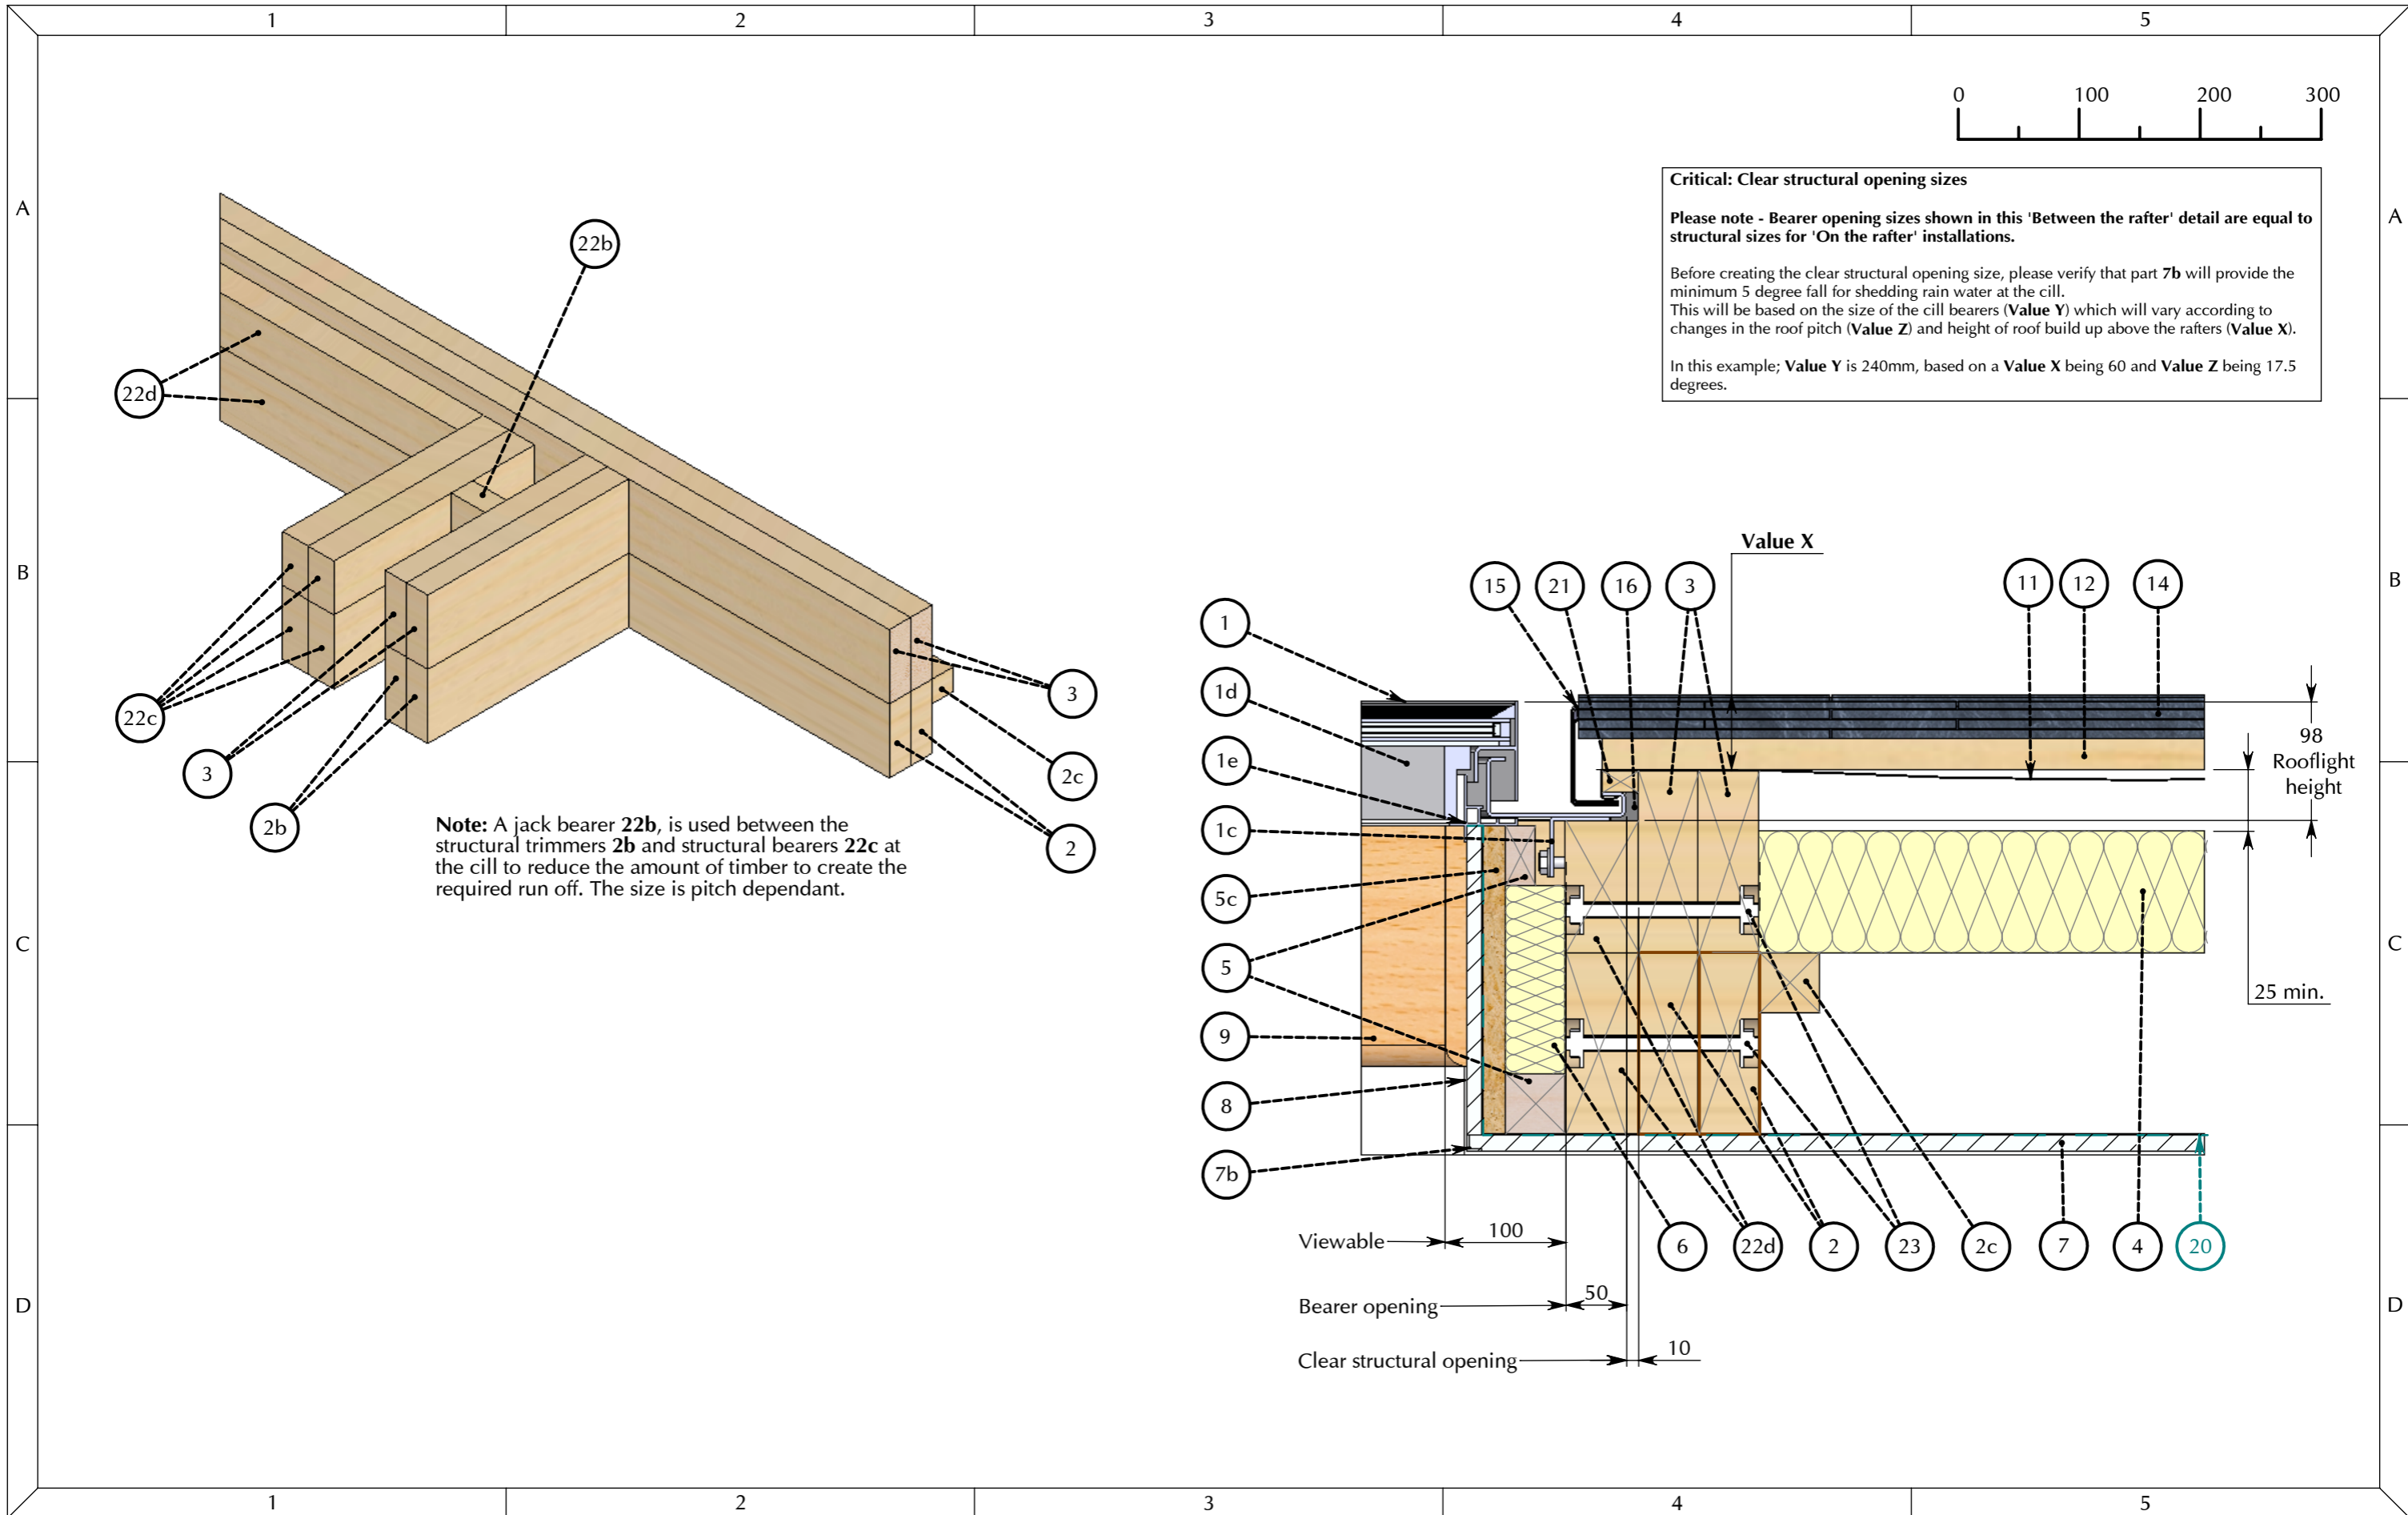 1 2 3 4 5
0 100 200 300
Critical: Clear structural opening sizes
Please note - Bearer opening sizes shown in this 'Between the rafter' detail are equal to
structural sizes for 'On the rafter' installations.
Before creating the clear structural opening size, please verify that part 7b will provide the
minimum 5 degree fall for shedding rain water at the cill.
This will be based on the size of the cill bearers (Value Y) which will vary according to
changes in the roof pitch (Value Z) and height of roof build up above the rafters (Value X).
In this example; Value Y is 240mm, based on a Value X being 60 and Value Z being 17.5
degrees.
A
A
22b
22d
B
B
22c
3
2b
3
2c
2
Note: A jack bearer 22b, is used between the
structural trimmers 2b and structural bearers 22c at
the cill to reduce the amount of timber to create the
required run off. The size is pitch dependant.
Value X
15 21 16 3 11 12 14
1
1d
1e
1c
5c
5
9
8
7b
98
Rooflight
height
25 min.
C
C
6 22d 2 23 2c 7 4 20
Viewable 100
Bearer opening 50
Clear structural opening 10
D
D
1 2 3 4 5